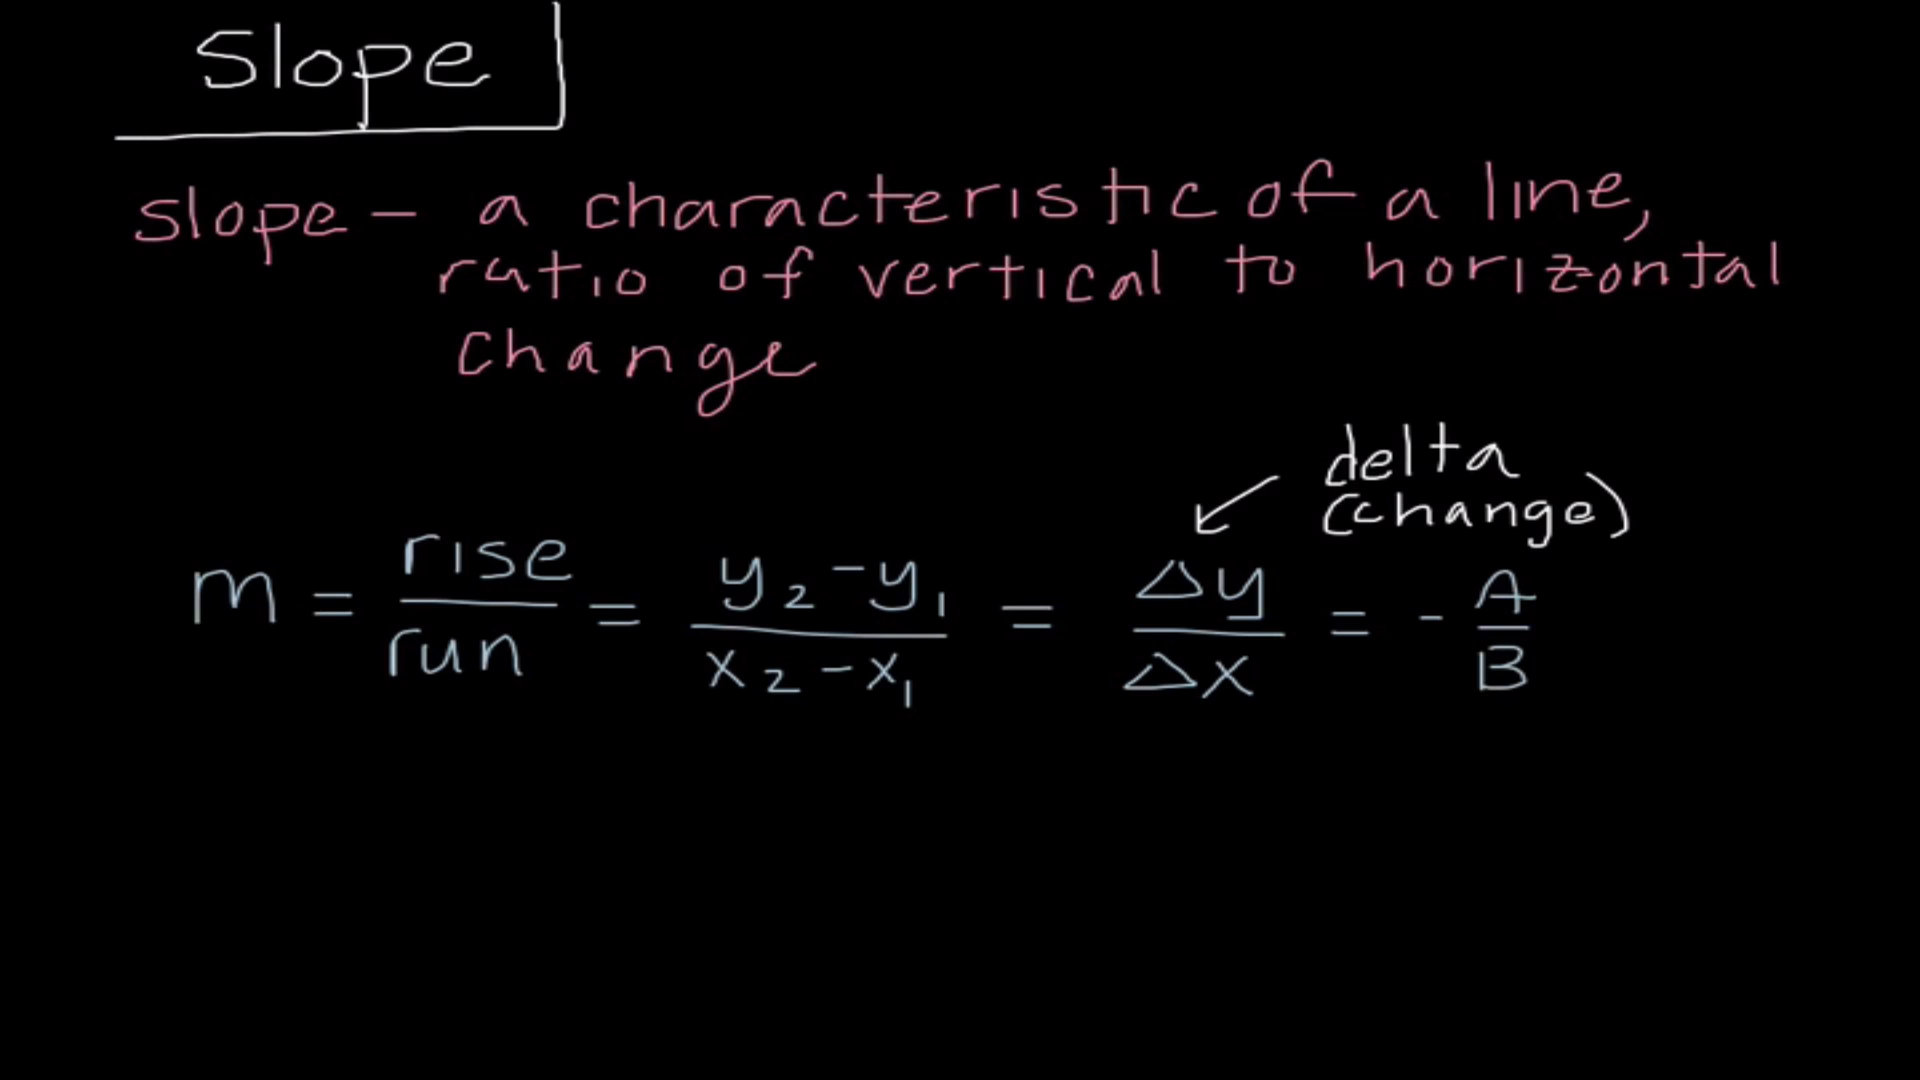 Slope
slope - a characteristic of a line,
ratio of vertical to horizontal
change
delta
(change)
m = rise/run = y₂-y₁/x₂-x₁ = Δy/Δx = - A/B